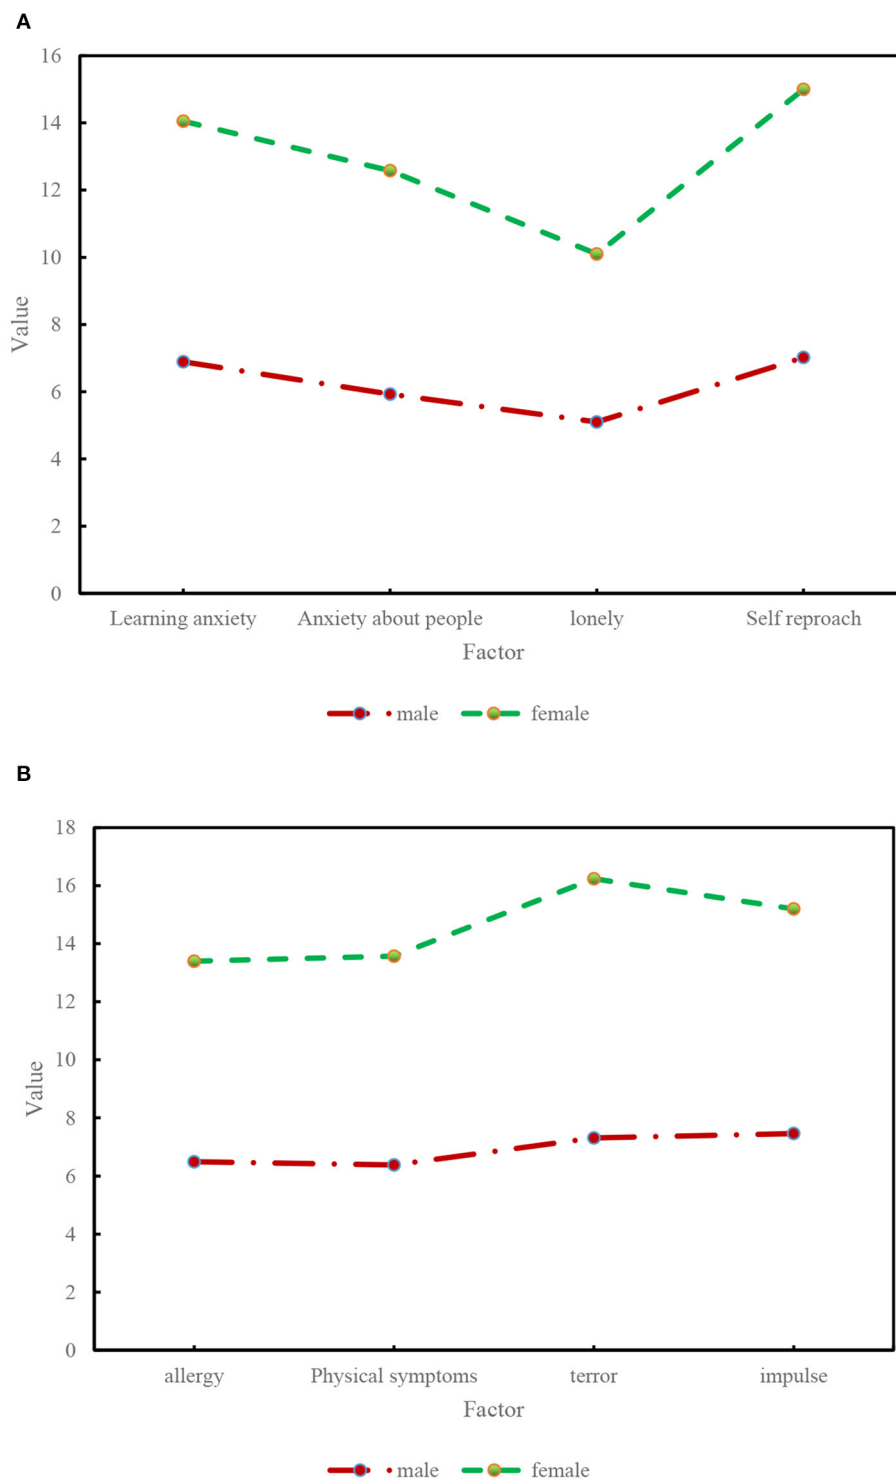 A
16
14
12
10
8
6
4
2
0
Value
Learning anxiety Anxiety about people lonely Self reproach
Factor
male female
B
18
16
14
12
10
8
6
4
2
0
Value
allergy Physical symptoms terror impulse
Factor
male female